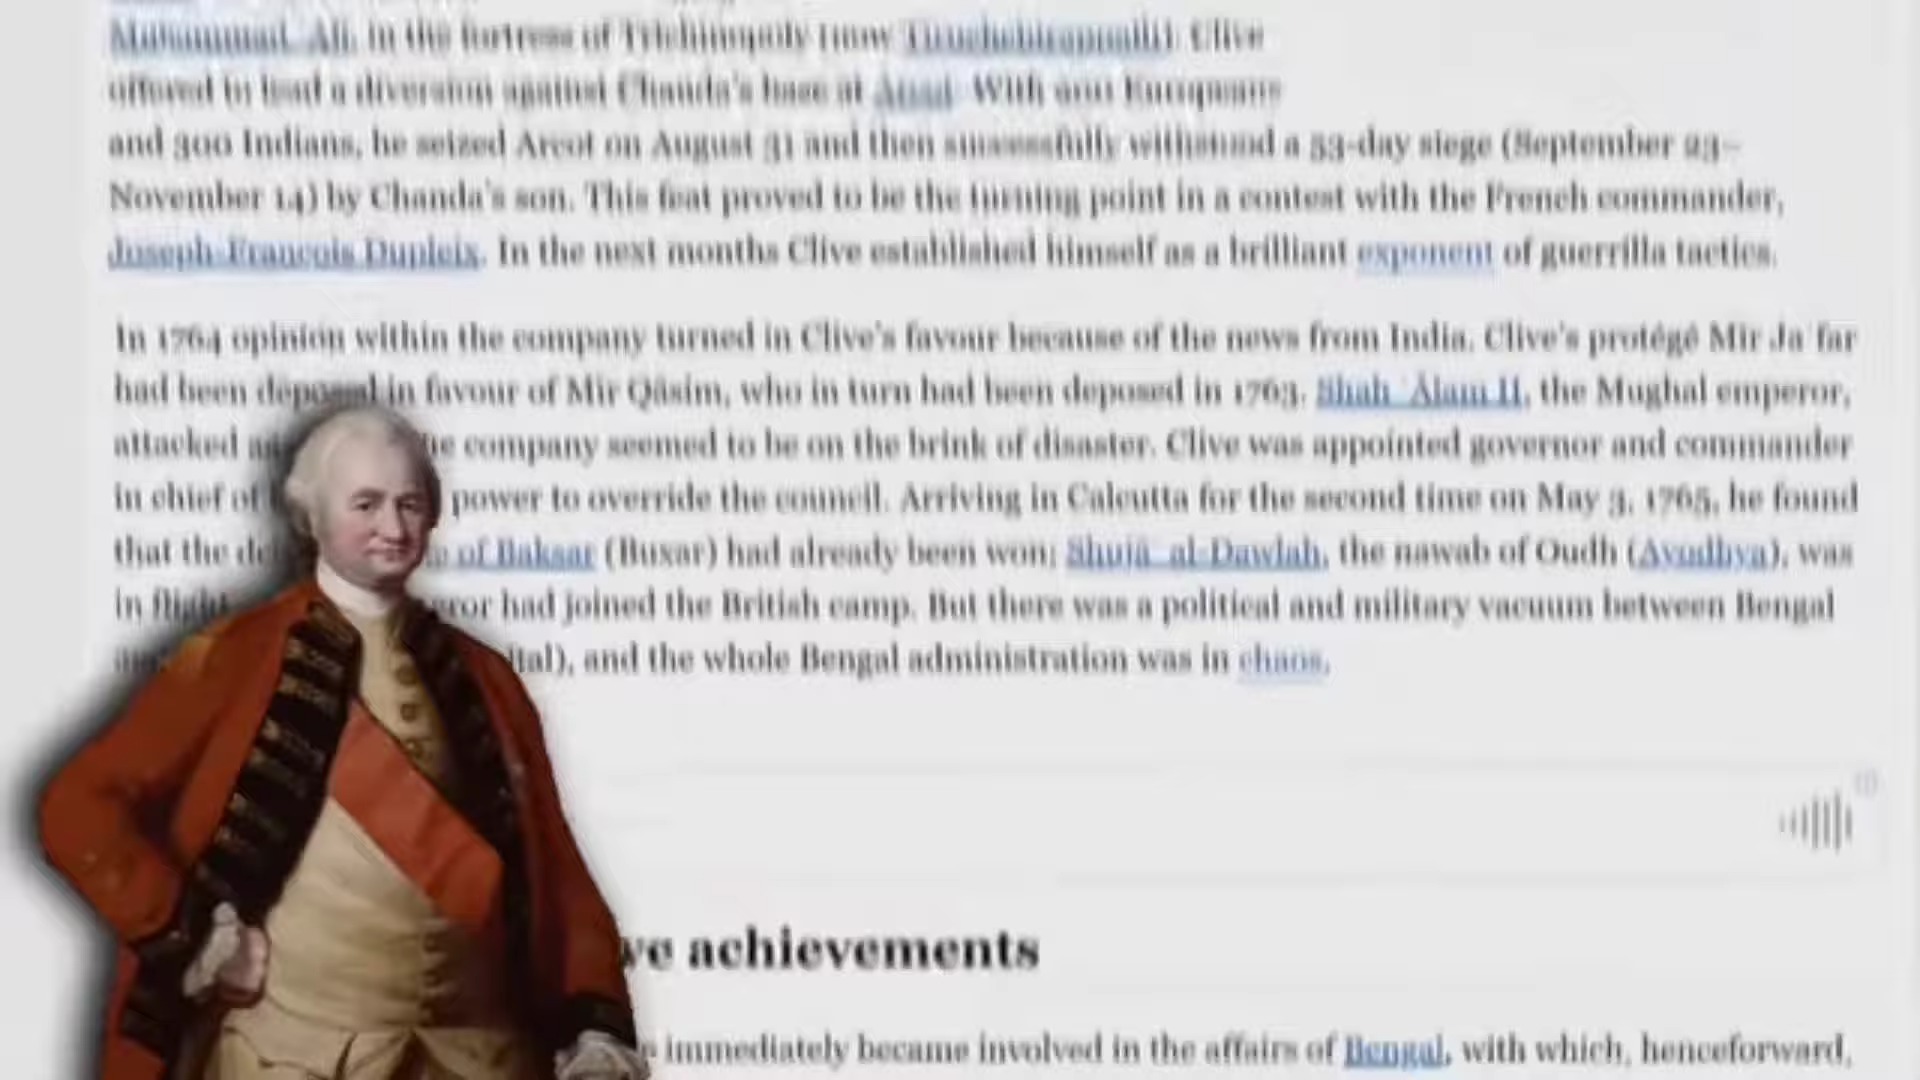 Muhammad Ali, in the fortress of Trichinopoly (now Tiruchchirappalli). Clive
offered to lead a diversion against Chanda's base at Arcot. With Europeans
and 300 Indians, he seized Arcot on August 31 and then successfully withstood a 53-day siege (September 23–
November 14) by Chanda's son. This feat proved to be the turning point in a contest with the French commander,
Joseph-François Dupleix. In the next months Clive established himself as a brilliant exponent of guerrilla tactics.
In 1764 opinion within the company turned in Clive's favour because of the news from India. Clive's protégé Mir Jaʿfar
had been deposed in favour of Mir Qāsim, who in turn had been deposed in 1763. Shah ʿĀlam II, the Mughal emperor,
attacked company seemed to be on the brink of disaster. Clive was appointed governor and commander
in chief of power to override the council. Arriving in Calcutta for the second time on May 3, 1765, he found
that the of Baksar (Buxar) had already been won; Shujāʿ al-Dawlah, the nawab of Oudh (Ayodhya), was
in flight had joined the British camp. But there was a political and military vacuum between Bengal
and the whole Bengal administration was in chaos.
achievements
immediately became involved in the affairs of Bengal, with which, henceforward,